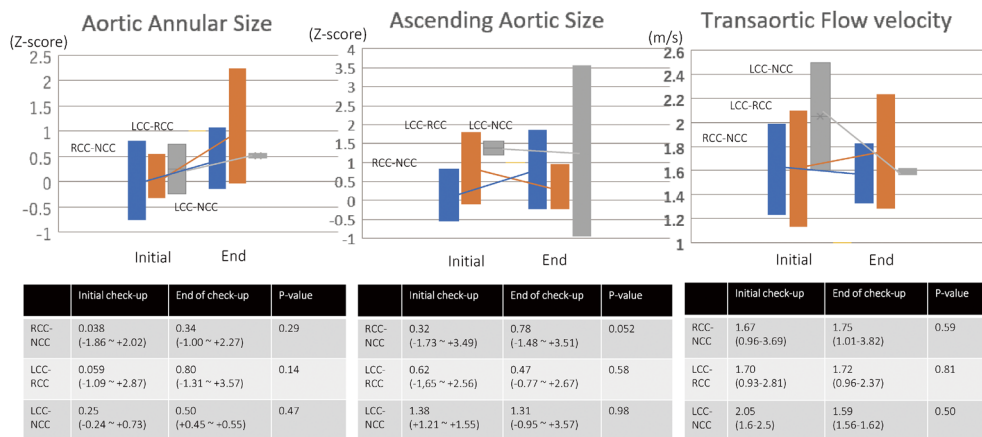 Aortic Annular Size
(Z-score)
2.5
2
1.5
1
0.5
0
-0.5
-1
LCC-RCC
RCC-NCC
LCC-NCC
Initial
End
Ascending Aortic Size
(Z-score)
4
3.5
3
2.5
2
1.5
1
0.5
0
-0.5
-1
LCC-RCC
LCC-NCC
RCC-NCC
Initial
End
Transaortic Flow velocity
(m/s)
2.6
2.4
2.2
2
1.8
1.6
1.4
1.2
1
LCC-NCC
LCC-RCC
RCC-NCC
Initial
End
Initial check-up End of check-up P-value
RCC- 0.038 0.34 0.29
NCC (-1.86 ~ +2.02) (-1.00 ~ +2.27)
LCC- 0.059 0.80 0.14
RCC (-1.09 ~ +2.87) (-1.31 ~ +3.57)
LCC- 0.25 0.50 0.47
NCC (-0.24 ~ +0.73) (+0.45 ~ +0.55)
Initial check-up End of check-up P-value
RCC- 0.32 0.78 0.052
NCC (-1.73 ~ +3.49) (-1.48 ~ +3.51)
LCC- 0.62 0.47 0.58
RCC (-1,65 ~ +2.56) (-0.77 ~ +2.67)
LCC- 1.38 1.31 0.98
NCC (+1.21 ~ +1.55) (-0.95 ~ +3.57)
Initial check-up End of check-up P-value
RCC- 1.67 1.75 0.59
NCC (0.96-3.69) (1.01-3.82)
LCC- 1.70 1.72 0.81
RCC (0.93-2.81) (0.96-2.37)
LCC- 2.05 1.59 0.50
NCC (1.6-2.5) (1.56-1.62)